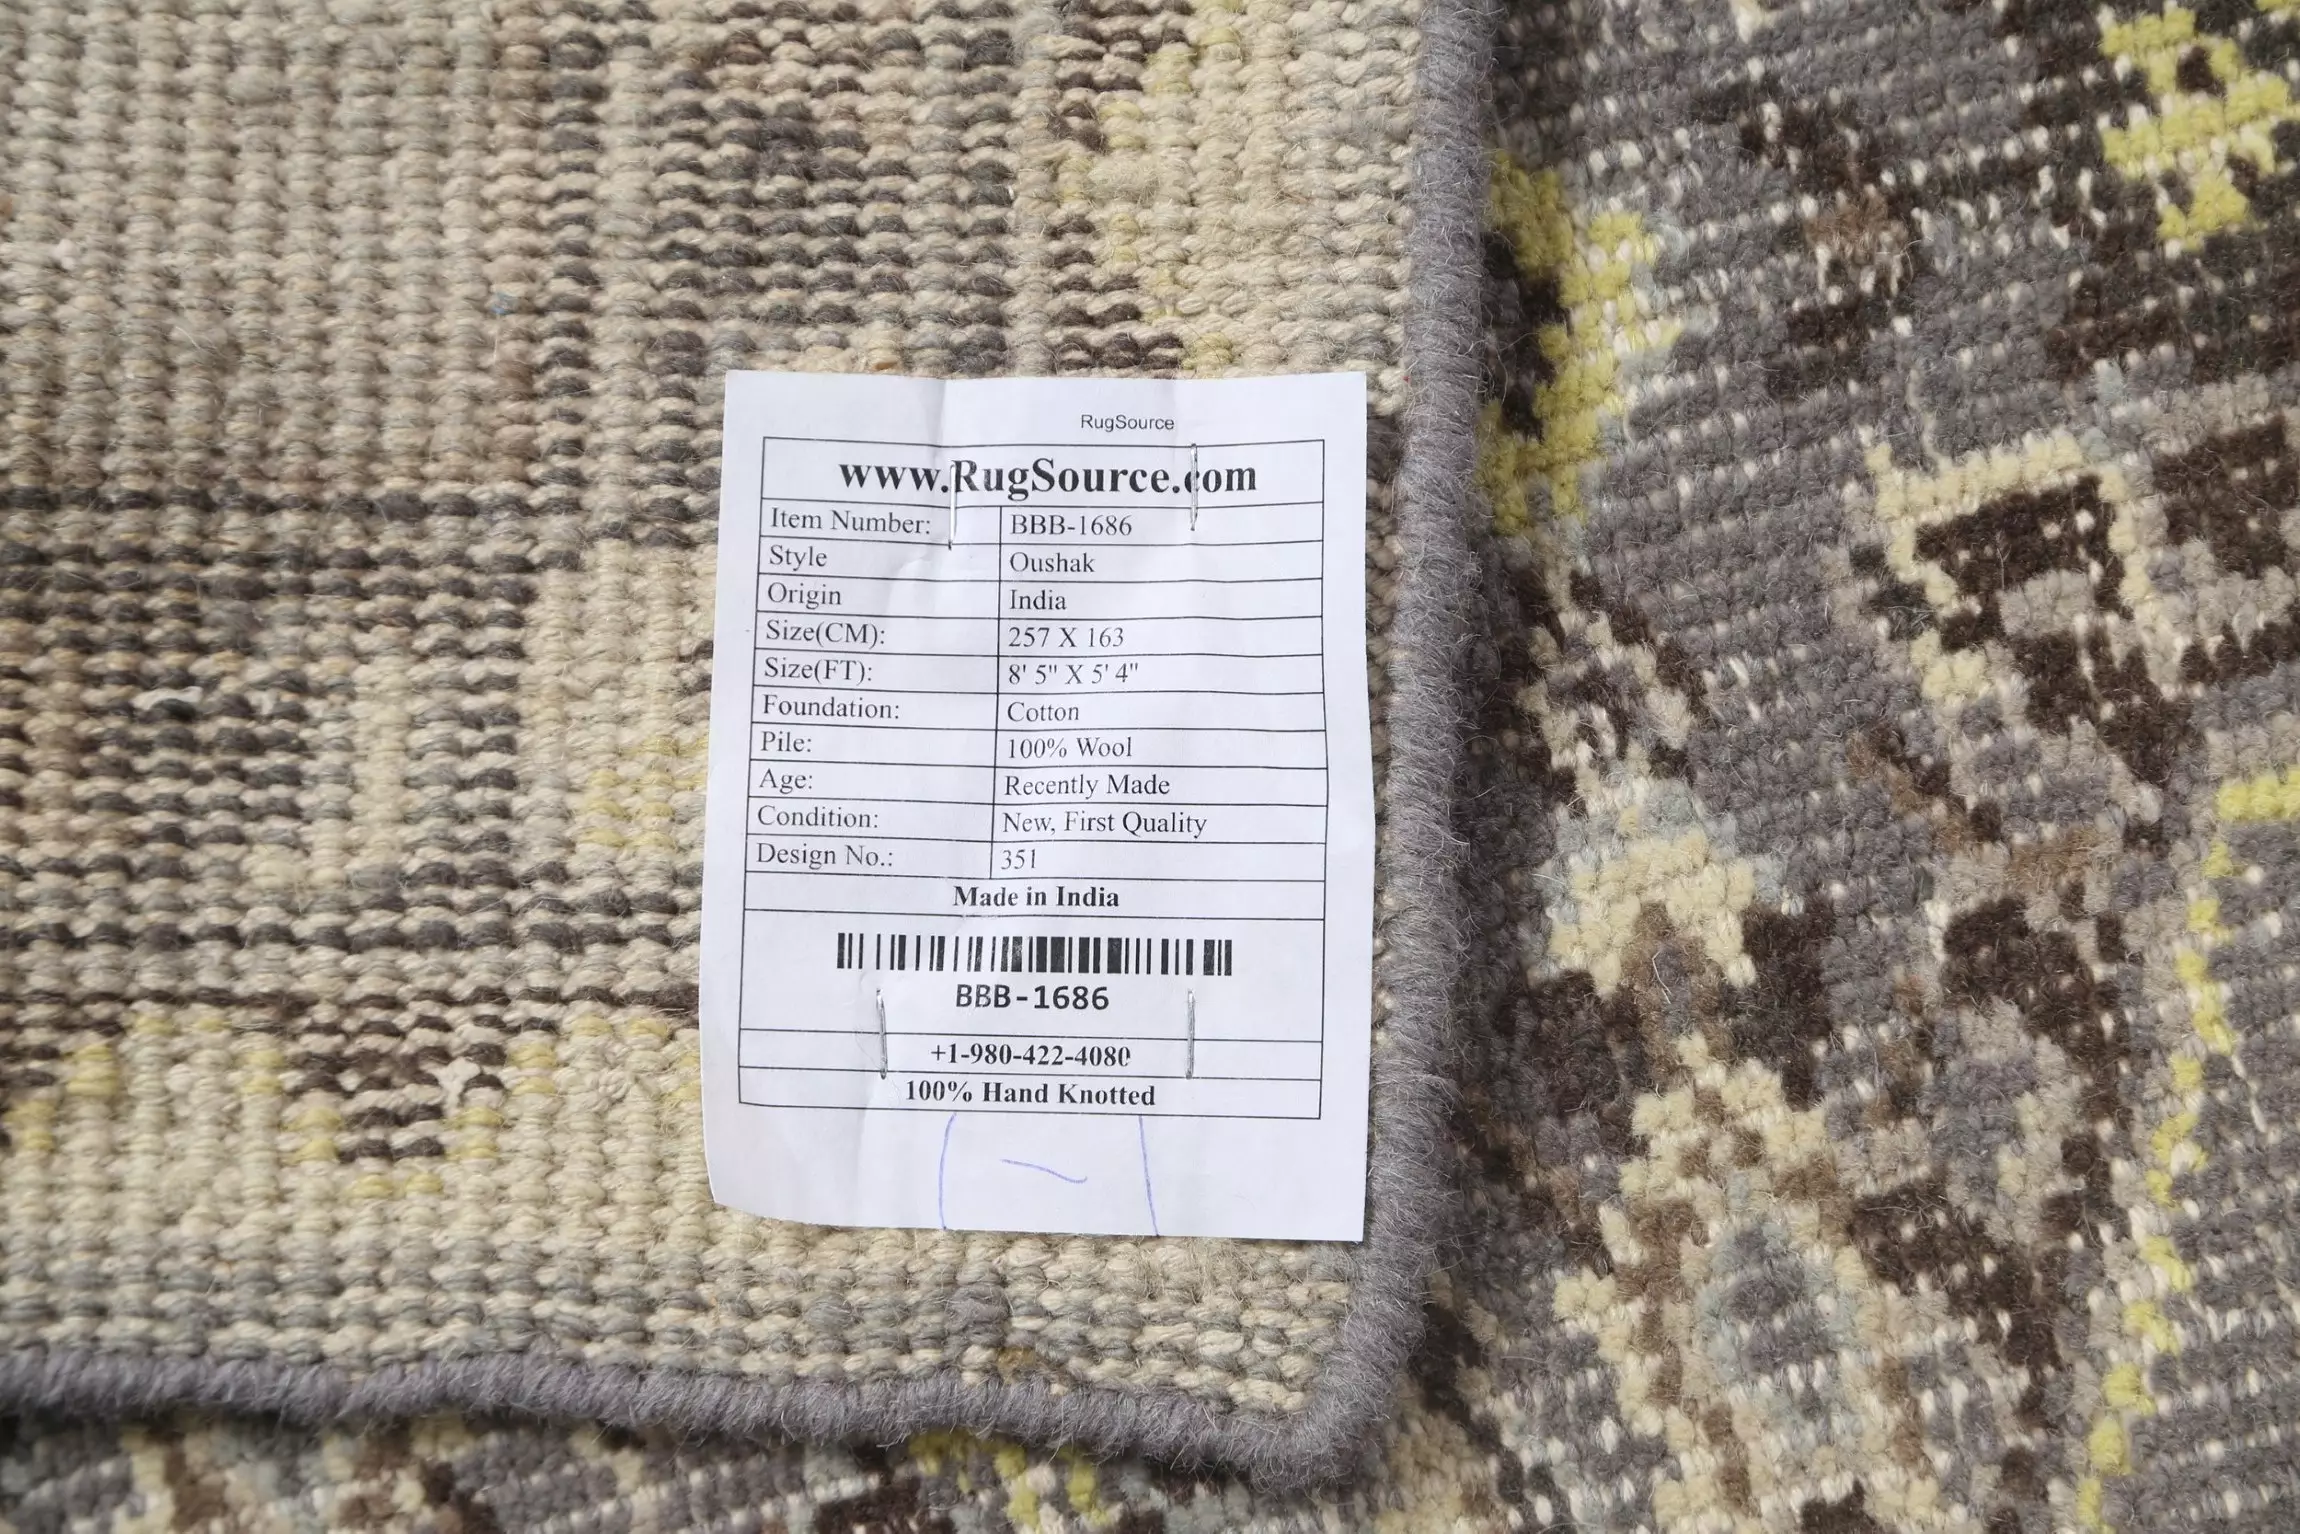 RugSource
www.RugSource.com
Item Number: BBB-1686
Style Oushak
Origin India
Size(CM): 257 X 163
Size(FT): 8' 5" X 5' 4"
Foundation: Cotton
Pile: 100% Wool
Age: Recently Made
Condition: New, First Quality
Design No.: 351
Made in India
BBB-1686
+1-980-422-4080
100% Hand Knotted